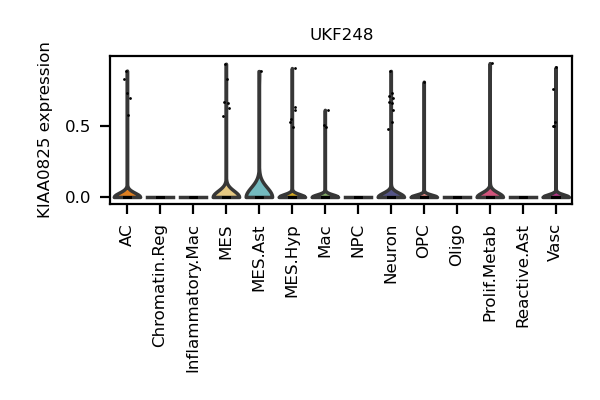 UKF248
KIAA0825 expression
0.5
0.0
AC
Chromatin.Reg
Inflammatory.Mac
MES
MES.Ast
MES.Hyp
Mac
NPC
Neuron
OPC
Oligo
Prolif.Metab
Reactive.Ast
Vasc